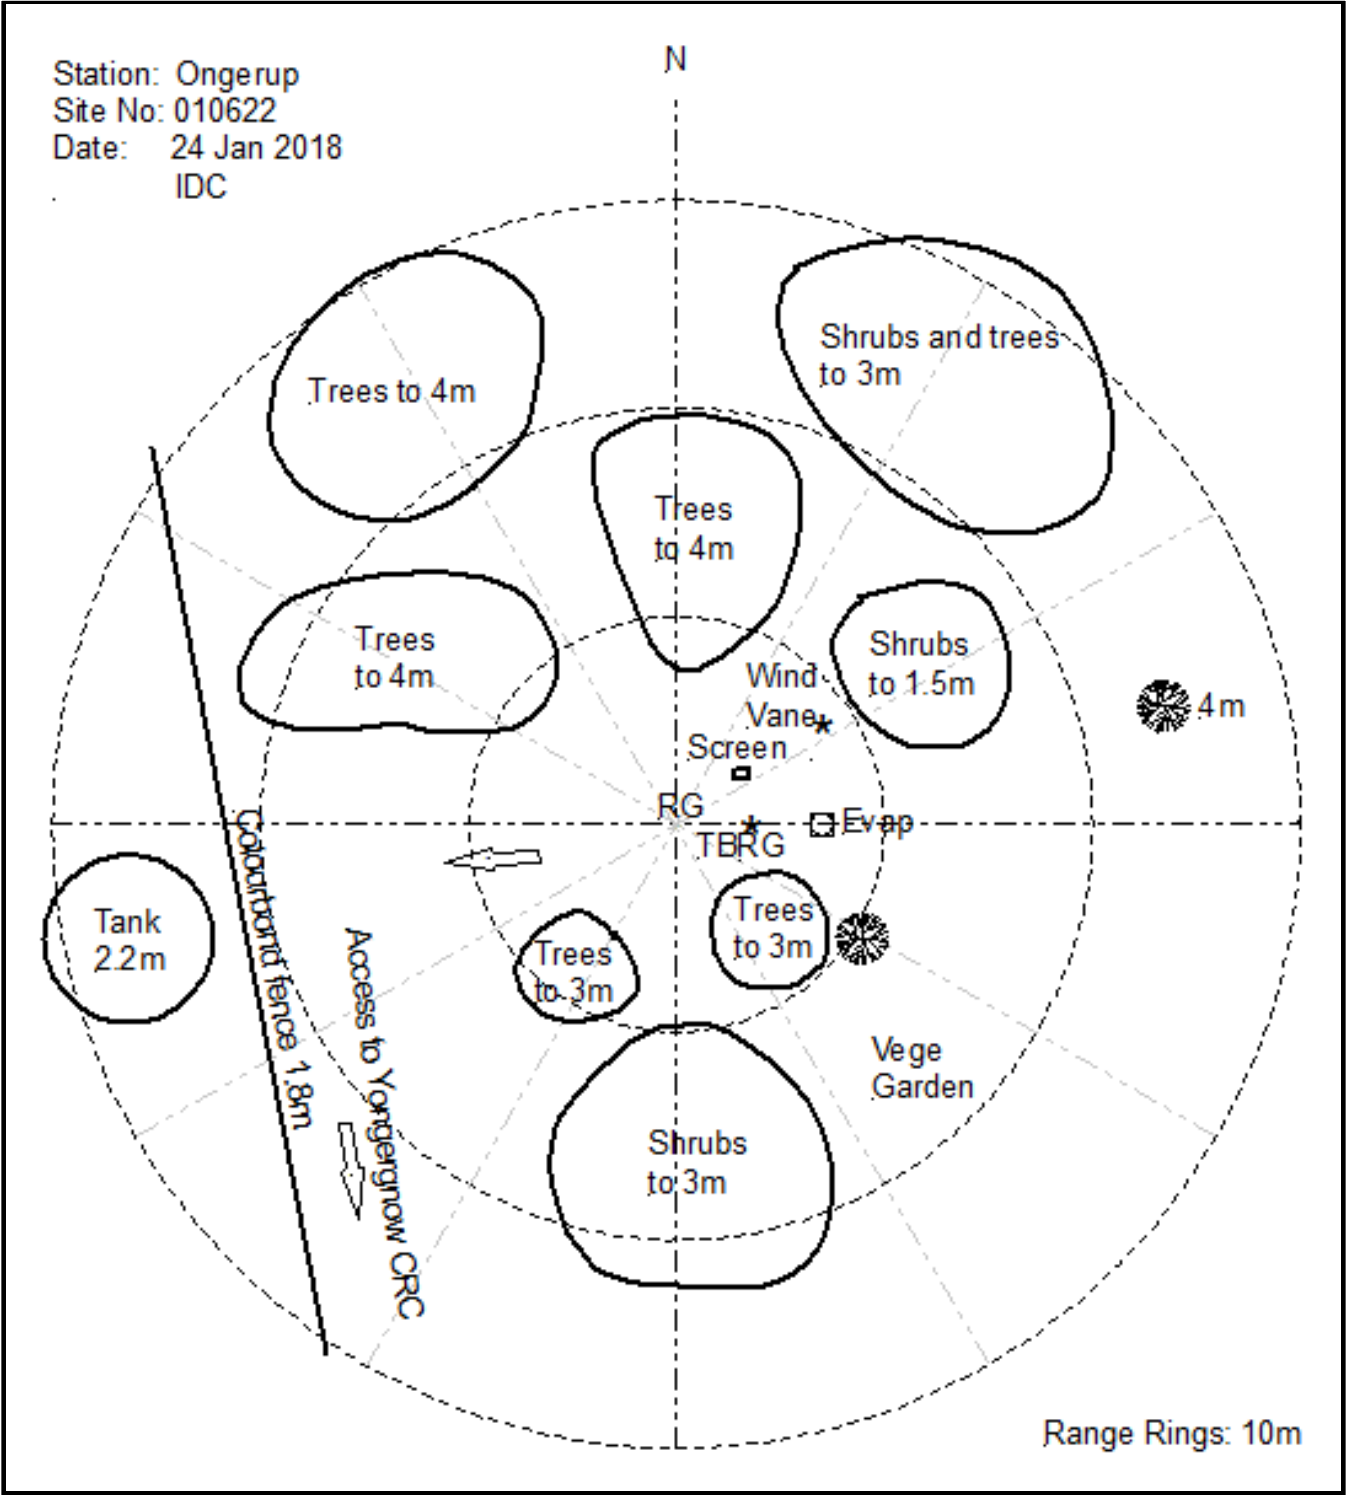 N
Station: Ongerup
Site No: 010622
Date: 24 Jan 2018
IDC
Shrubs and trees
to 3m
Trees to 4m
Trees
to 4m
Trees
to 4m
Shrubs
to 1.5m
Wind
Vane
4m
Screen
RG
TBRG
Evap
Colourbond fence 1.8m
Tank
2.2m
Access to Yongergnow CRC
Trees
to 3m
Trees
to 3m
Vege
Garden
Shrubs
to 3m
Range Rings: 10m